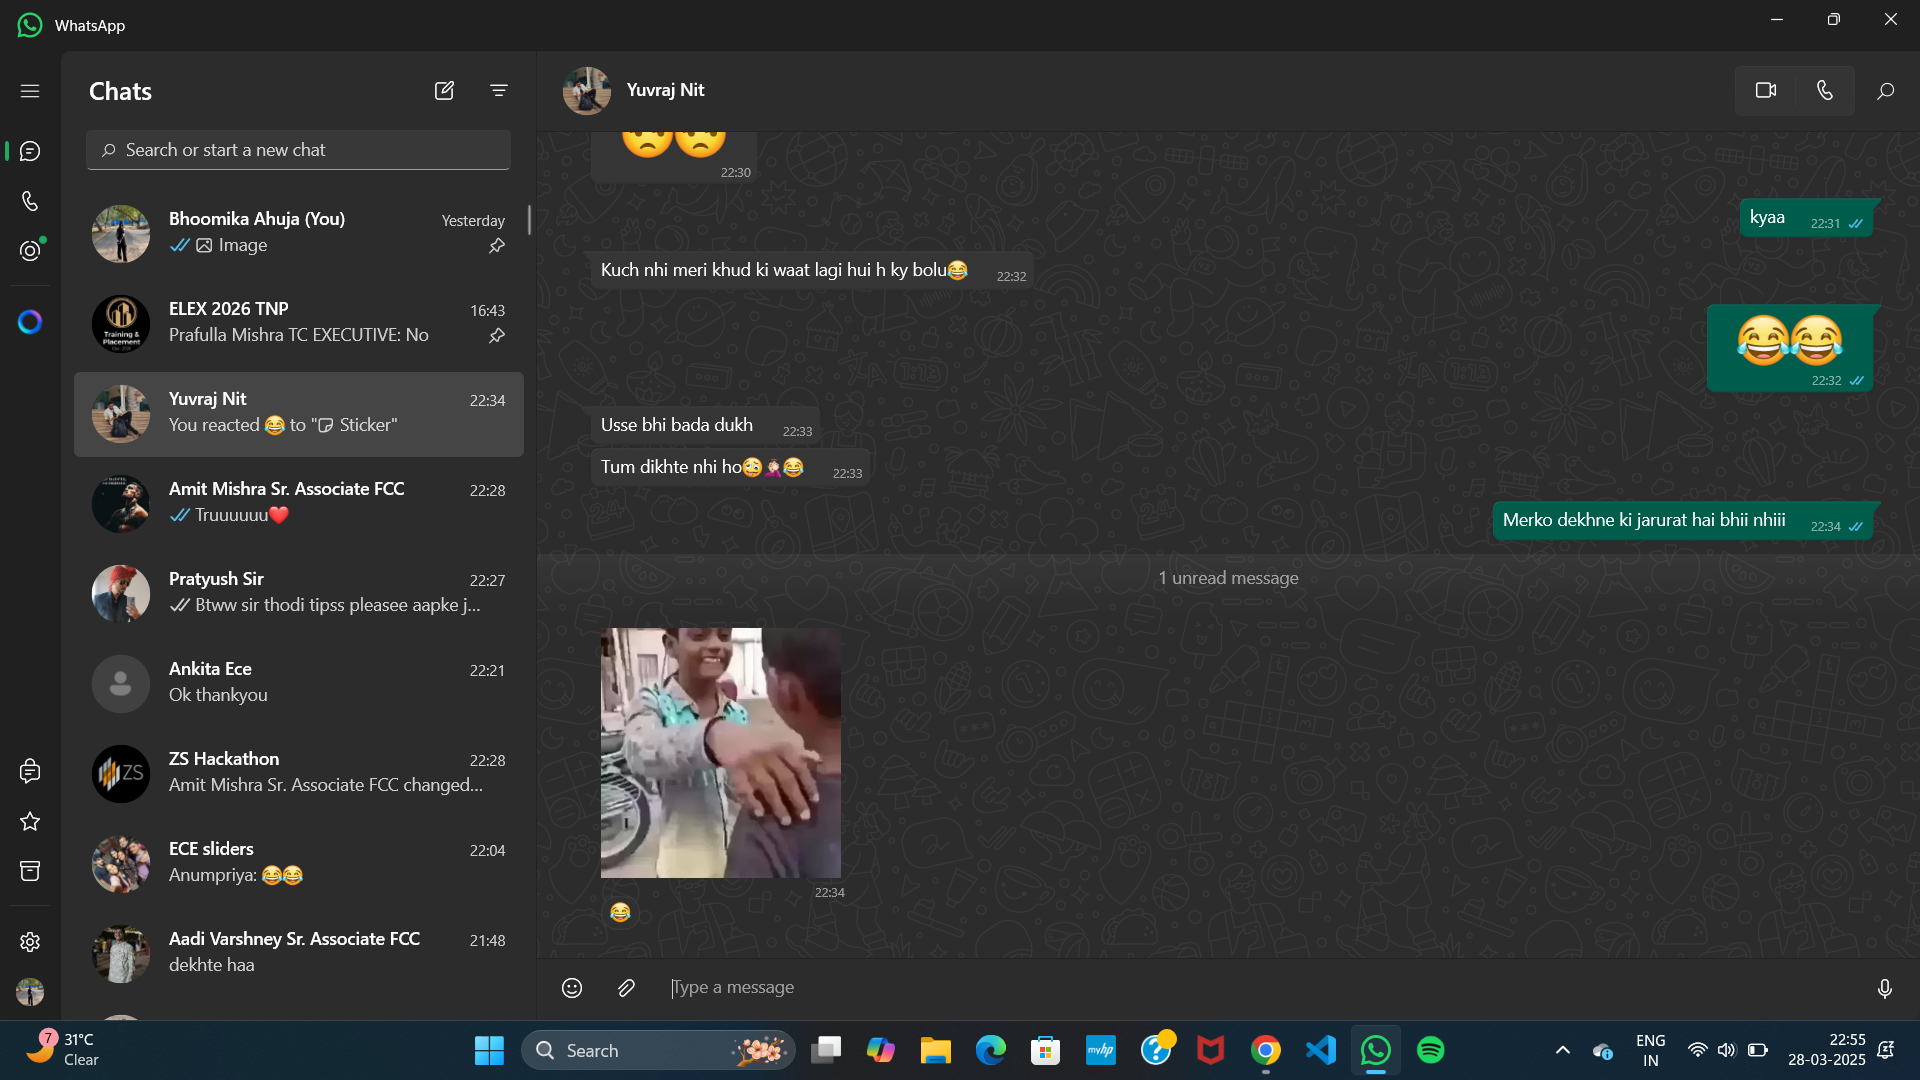 WhatsApp
Chats
Search or start a new chat
Bhoomika Ahuja (You)
Yesterday
Image
ELEX 2026 TNP
16:43
Prafulla Mishra TC EXECUTIVE: No
Training &
Placement
Yuvraj Nit
22:34
You reacted 😂 to "Sticker"
Amit Mishra Sr. Associate FCC
22:28
Truuuuuu❤️
Pratyush Sir
22:27
Btww sir thodi tipss pleasee aapke j...
Ankita Ece
22:21
Ok thankyou
ZS
ZS Hackathon
22:28
Amit Mishra Sr. Associate FCC changed...
ECE sliders
22:04
Anumpriya: 😂😂
Aadi Varshney Sr. Associate FCC
21:48
dekhte haa
Yuvraj Nit
22:30
kyaa
22:31
Kuch nhi meri khud ki waat lagi hui h ky bolu😂
22:32
😂😂
22:32
Usse bhi bada dukh
22:33
Tum dikhte nhi ho🥲🤦🏻‍♀️😂
22:33
Merko dekhne ki jarurat hai bhii nhiii
22:34
1 unread message
22:34
😂
Type a message
7
31°C
Clear
Search
myhp
ENG
IN
22:55
28-03-2025